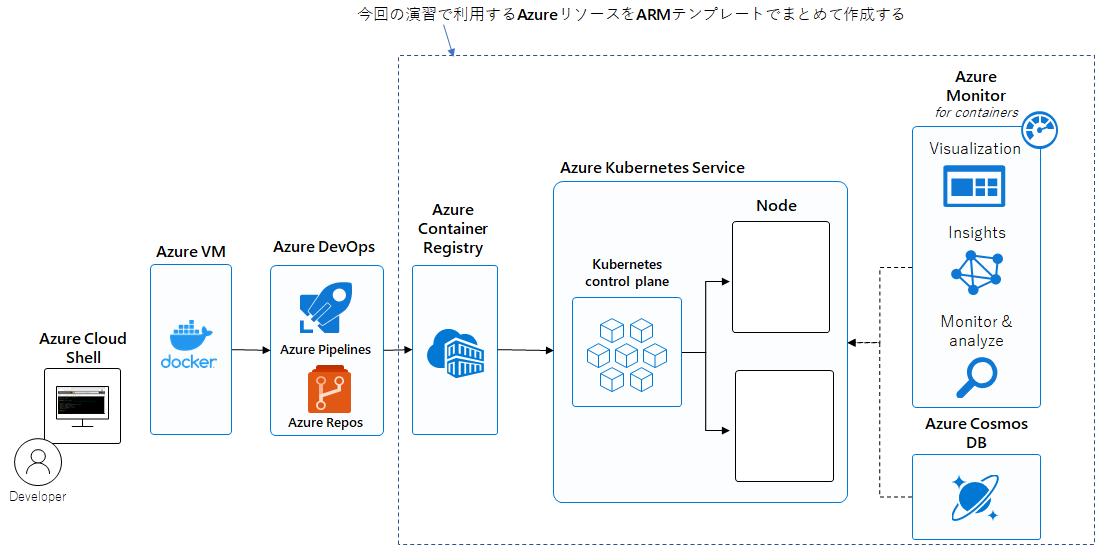 今回の演習で利用するAzureリソースをARMテンプレートでまとめて作成する
Azure Cloud
Shell
Developer
Azure VM
docker
Azure DevOps
Azure Pipelines
Azure Repos
Azure
Container
Registry
Azure Kubernetes Service
Kubernetes
control plane
Node
Azure
Monitor
for containers
Visualization
Insights
Monitor &
analyze
Azure Cosmos
DB